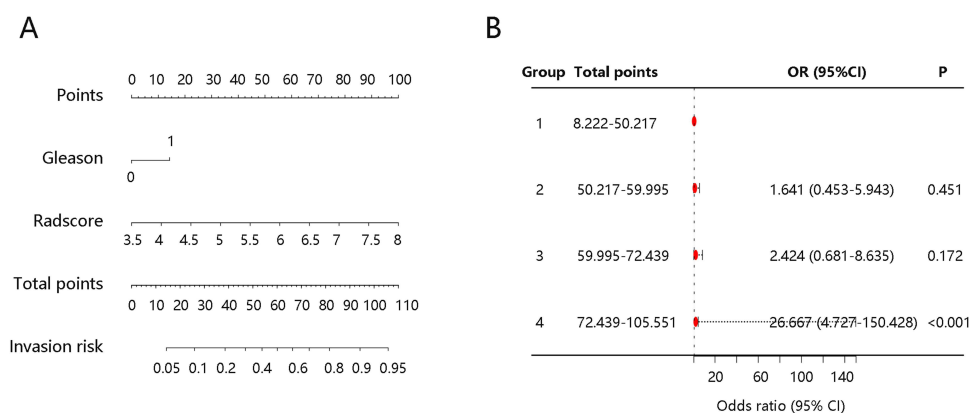 A
0 10 20 30 40 50 60 70 80 90 100
Points
1
Gleason
0
Radscore
3.5 4 4.5 5 5.5 6 6.5 7 7.5 8
Total points
0 10 20 30 40 50 60 70 80 90 100 110
Invasion risk
0.05 0.1 0.2 0.4 0.6 0.8 0.9 0.95
B
Group Total points OR (95%CI) P
1 8.222-50.217
2 50.217-59.995 1.641 (0.453-5.943) 0.451
3 59.995-72.439 2.424 (0.681-8.635) 0.172
4 72.439-105.551 26.667 (4.727-150.428) <0.001
20 60 100 140
Odds ratio (95% CI)